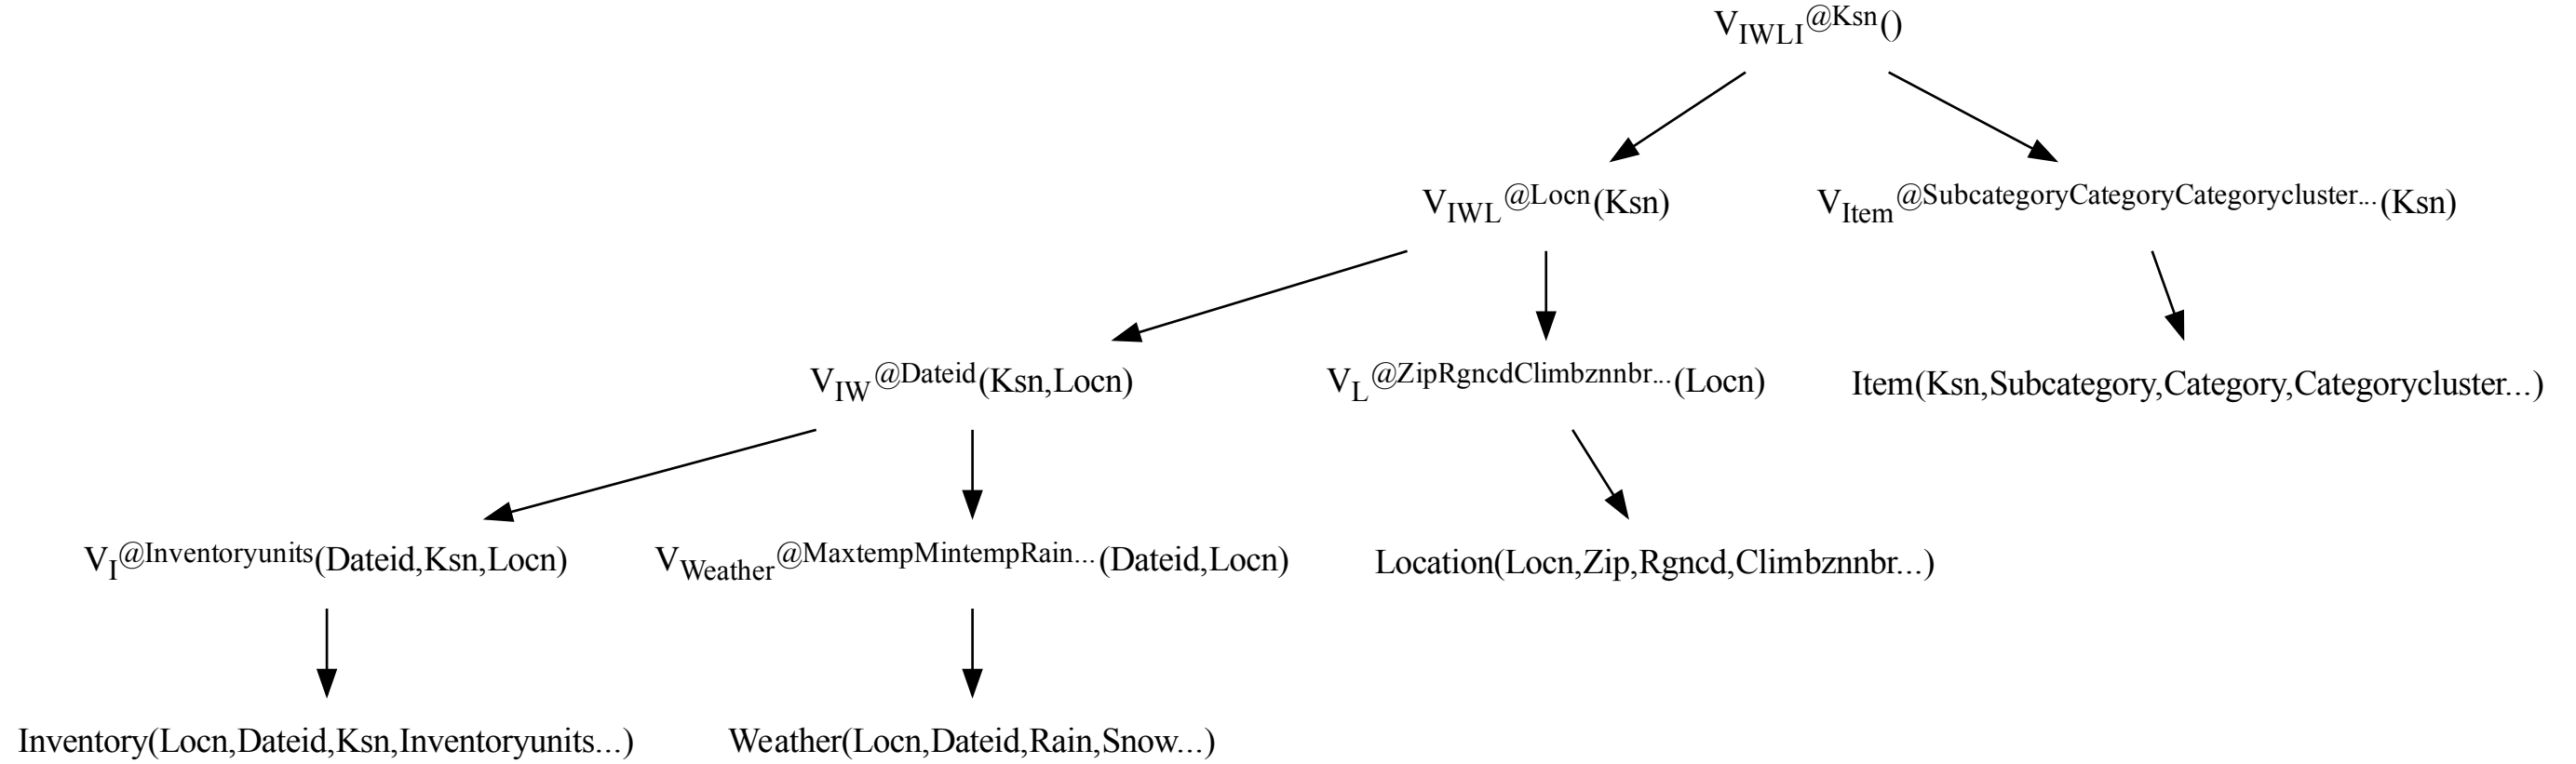 V_IWLI^@Ksn()
V_IWL^@Locn(Ksn)
V_Item^@SubcategoryCategoryCategorycluster...(Ksn)
V_IW^@Dateid(Ksn,Locn)
V_L^@ZipRgncdClimbznnbr...(Locn)
Item(Ksn,Subcategory,Category,Categorycluster...)
V_I^@Inventoryunits(Dateid,Ksn,Locn)
V_Weather^@MaxtempMintempRain...(Dateid,Locn)
Location(Locn,Zip,Rgncd,Climbznnbr...)
Inventory(Locn,Dateid,Ksn,Inventoryunits...)
Weather(Locn,Dateid,Rain,Snow...)